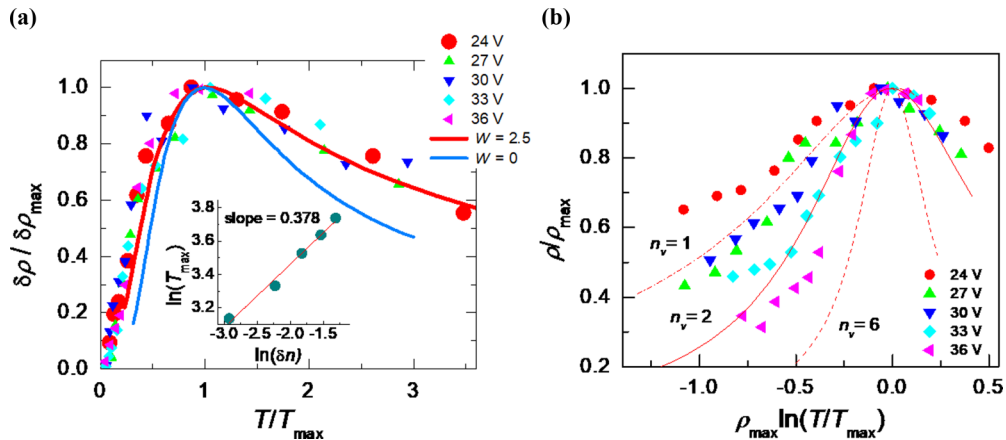 (a)
24 V
27 V
30 V
33 V
36 V
W = 2.5
W = 0
1.0
0.8
0.6
0.4
0.2
0.0
δρ / δρmax
0
1
2
3
T/Tmax
slope = 0.378
3.8
3.6
3.4
3.2
ln(Tmax)
-3.0 -2.5 -2.0 -1.5
ln(δn)
(b)
1.0
0.8
0.6
0.4
0.2
ρ/ρmax
nv = 1
nv = 2
nv = 6
24 V
27 V
30 V
33 V
36 V
-1.0
-0.5
0.0
0.5
ρmax ln(T/Tmax)